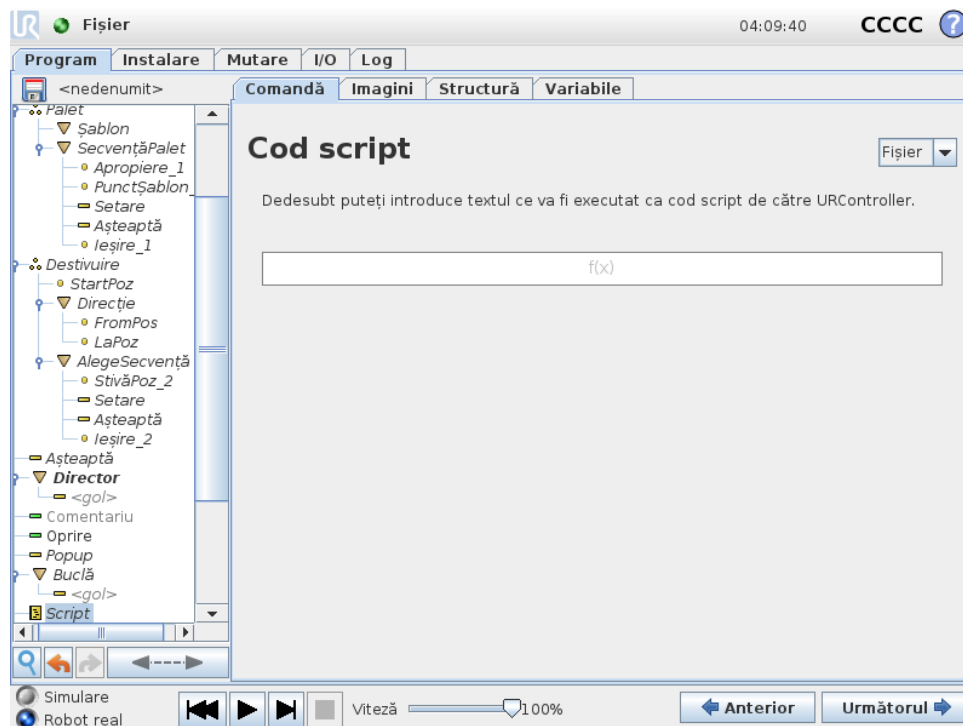 UR Fișier 04:09:40 CCCC ?
Program Instalare Mutare I/O Log
<nedenumit> Comandă Imagini Structură Variabile
Palet
Șablon
SecvențăPalet
Apropiere_1
PunctȘablon_
Setare
Așteaptă
Ieșire_1
Destivuire
StartPoz
Direcție
FromPos
LaPoz
AlegeSecvență
StivăPoz_2
Setare
Așteaptă
Ieșire_2
Așteaptă
Director
<gol>
Comentariu
Oprire
Popup
Buclă
<gol>
Script
Cod script
Fișier
Dedesubt puteți introduce textul ce va fi executat ca cod script de către URController.
f(x)
Simulare
Robot real
Viteză 100%
Anterior
Următorul